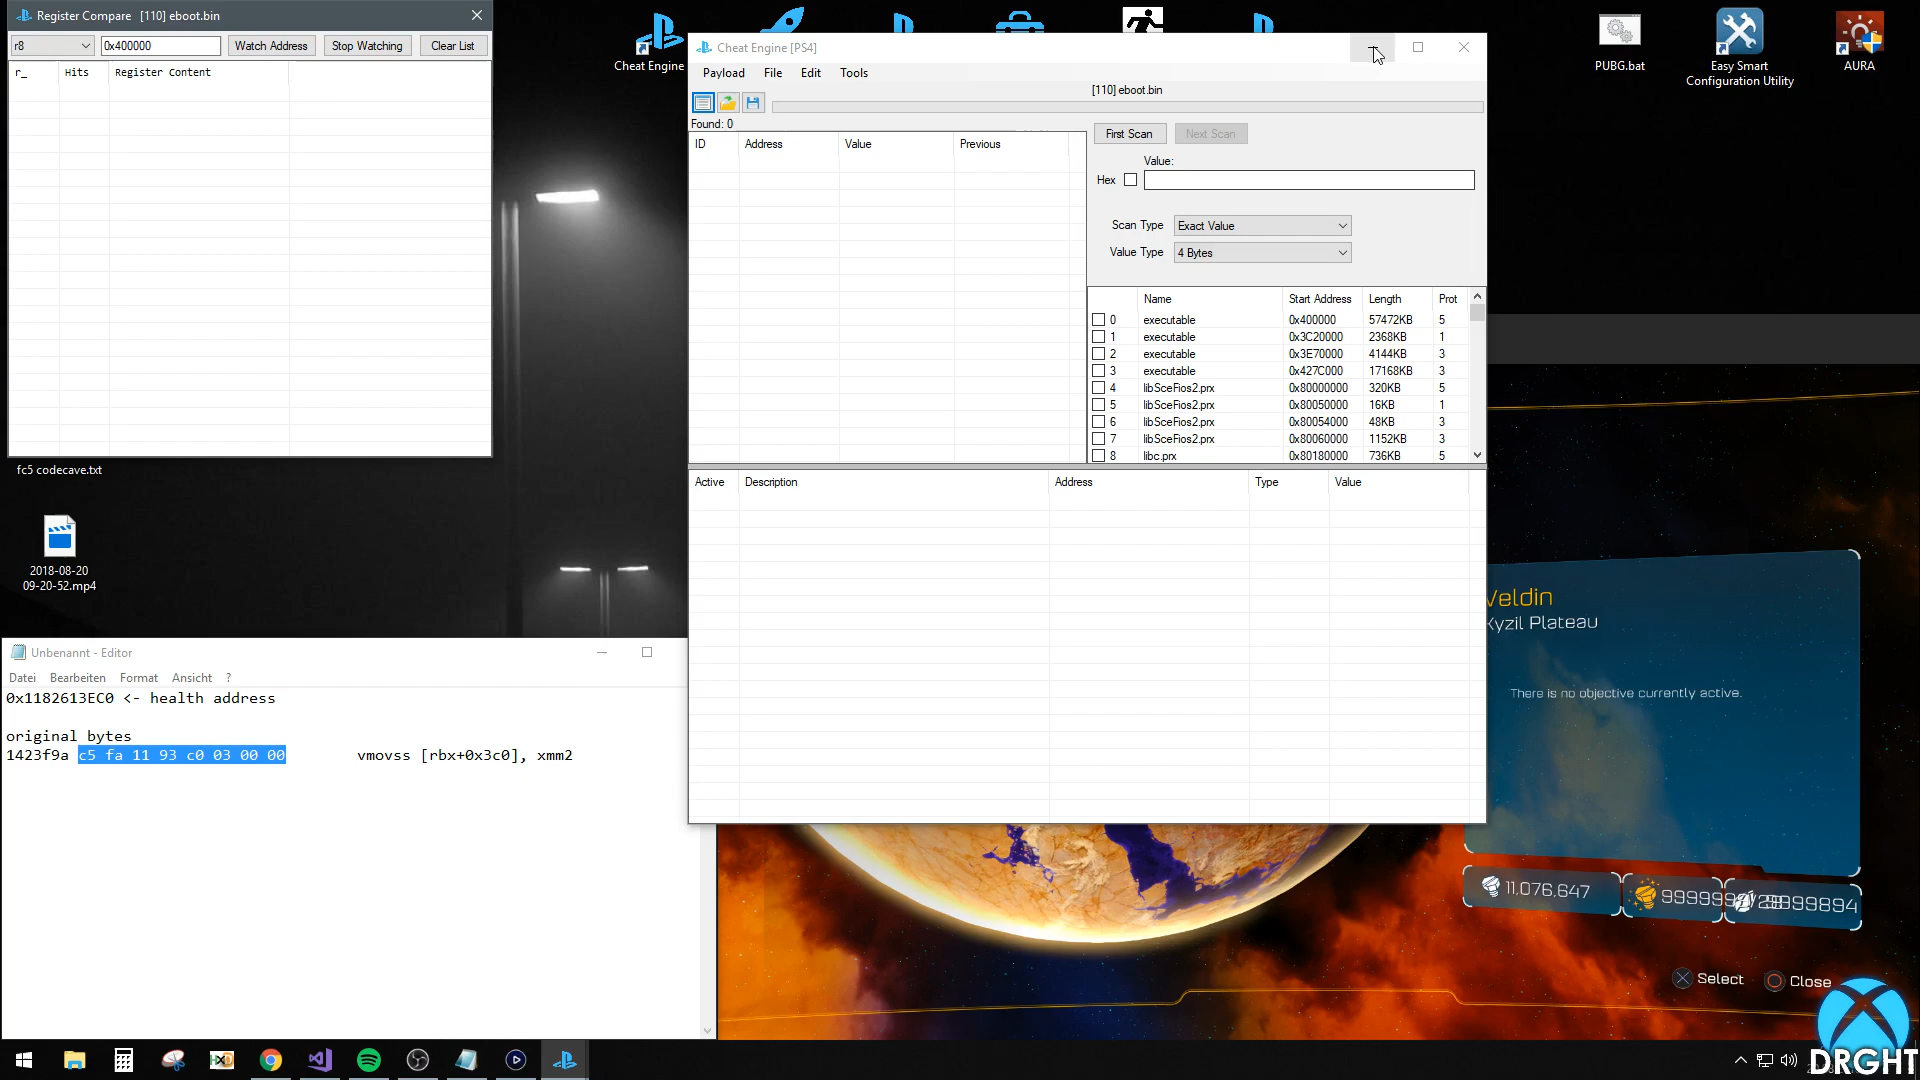 Register Compare [110] eboot.bin
r8 0x400000 Watch Address Stop Watching Clear List
r_ Hits Register Content
fc5 codecave.txt
2018-08-20
09-20-52.mp4
Cheat Engine
PUBG.bat
Easy Smart
Configuration Utility
AURA
Cheat Engine [PS4]
Payload File Edit Tools
[110] eboot.bin
Found: 0
ID Address Value Previous
First Scan Next Scan
Value:
Hex
Scan Type Exact Value
Value Type 4 Bytes
Name Start Address Length Prot
0 executable 0x400000 57472KB 5
1 executable 0x3C20000 2368KB 1
2 executable 0x3E70000 4144KB 3
3 executable 0x427C000 17168KB 3
4 libSceFios2.prx 0x80000000 320KB 5
5 libSceFios2.prx 0x80050000 16KB 1
6 libSceFios2.prx 0x80054000 48KB 3
7 libSceFios2.prx 0x80060000 1152KB 3
8 libc.prx 0x80180000 736KB 5
Active Description Address Type Value
Unbenannt - Editor
Datei Bearbeiten Format Ansicht ?
0x1182613EC0 <- health address
original bytes
1423f9a c5 fa 11 93 c0 03 00 00 vmovss [rbx+0x3c0], xmm2
Veldin
Kyzil Plateau
There is no objective currently active.
11,076,647
9999894
Select Close
DRGHT